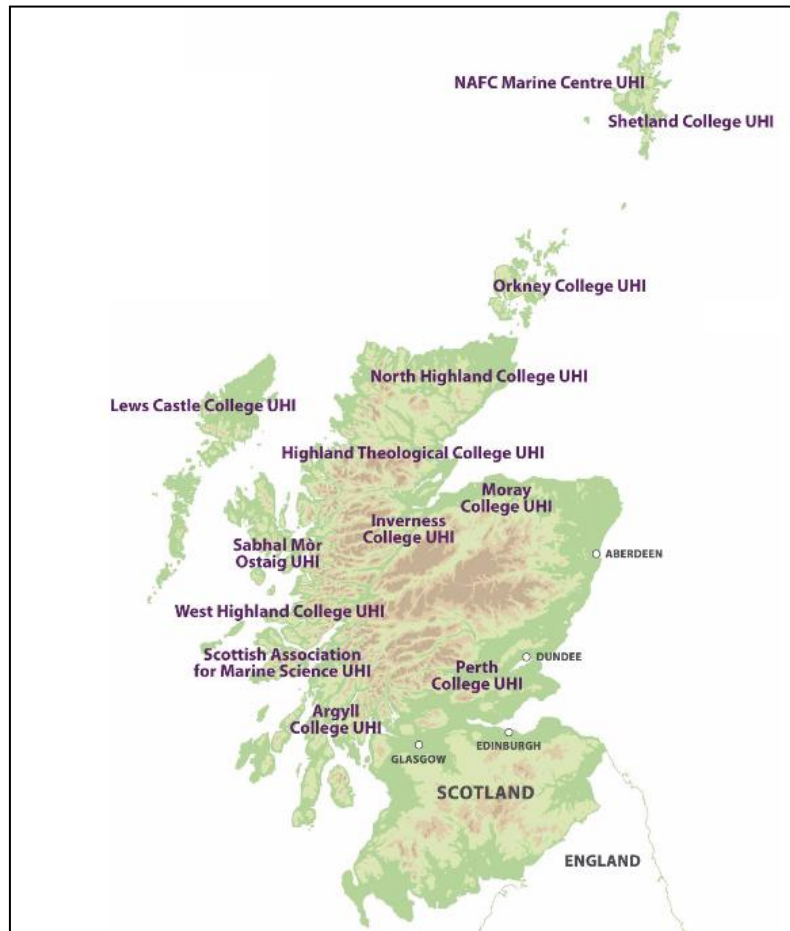 NAFC Marine Centre UHI
Shetland College UHI
Orkney College UHI
North Highland College UHI
Lews Castle College UHI
Highland Theological College UHI
Moray
College UHI
Inverness
College UHI
Sabhal Mòr
Ostaig UHI
ABERDEEN
West Highland College UHI
Scottish Association
for Marine Science UHI
Perth
College UHI
DUNDEE
Argyll
College UHI
GLASGOW
EDINBURGH
SCOTLAND
ENGLAND